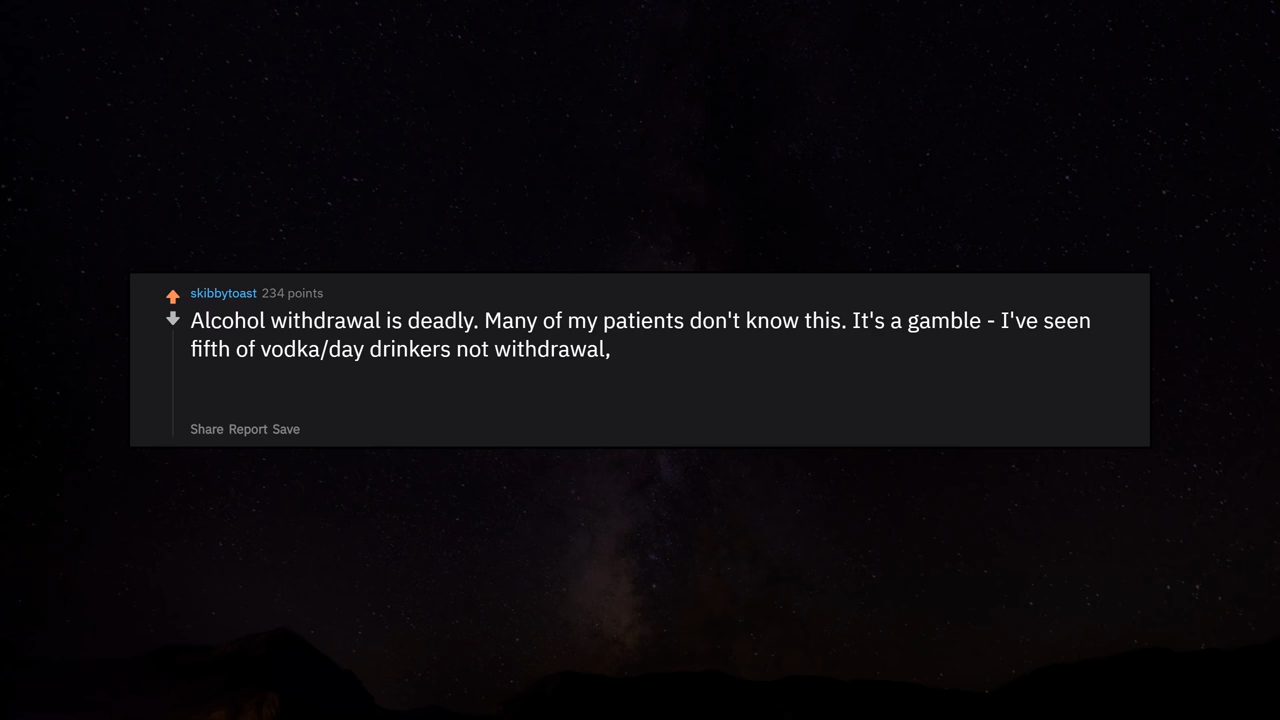 skibbytoast 234 points
Alcohol withdrawal is deadly. Many of my patients don't know this. It's a gamble - I've seen
fifth of vodka/day drinkers not withdrawal,
Share Report Save